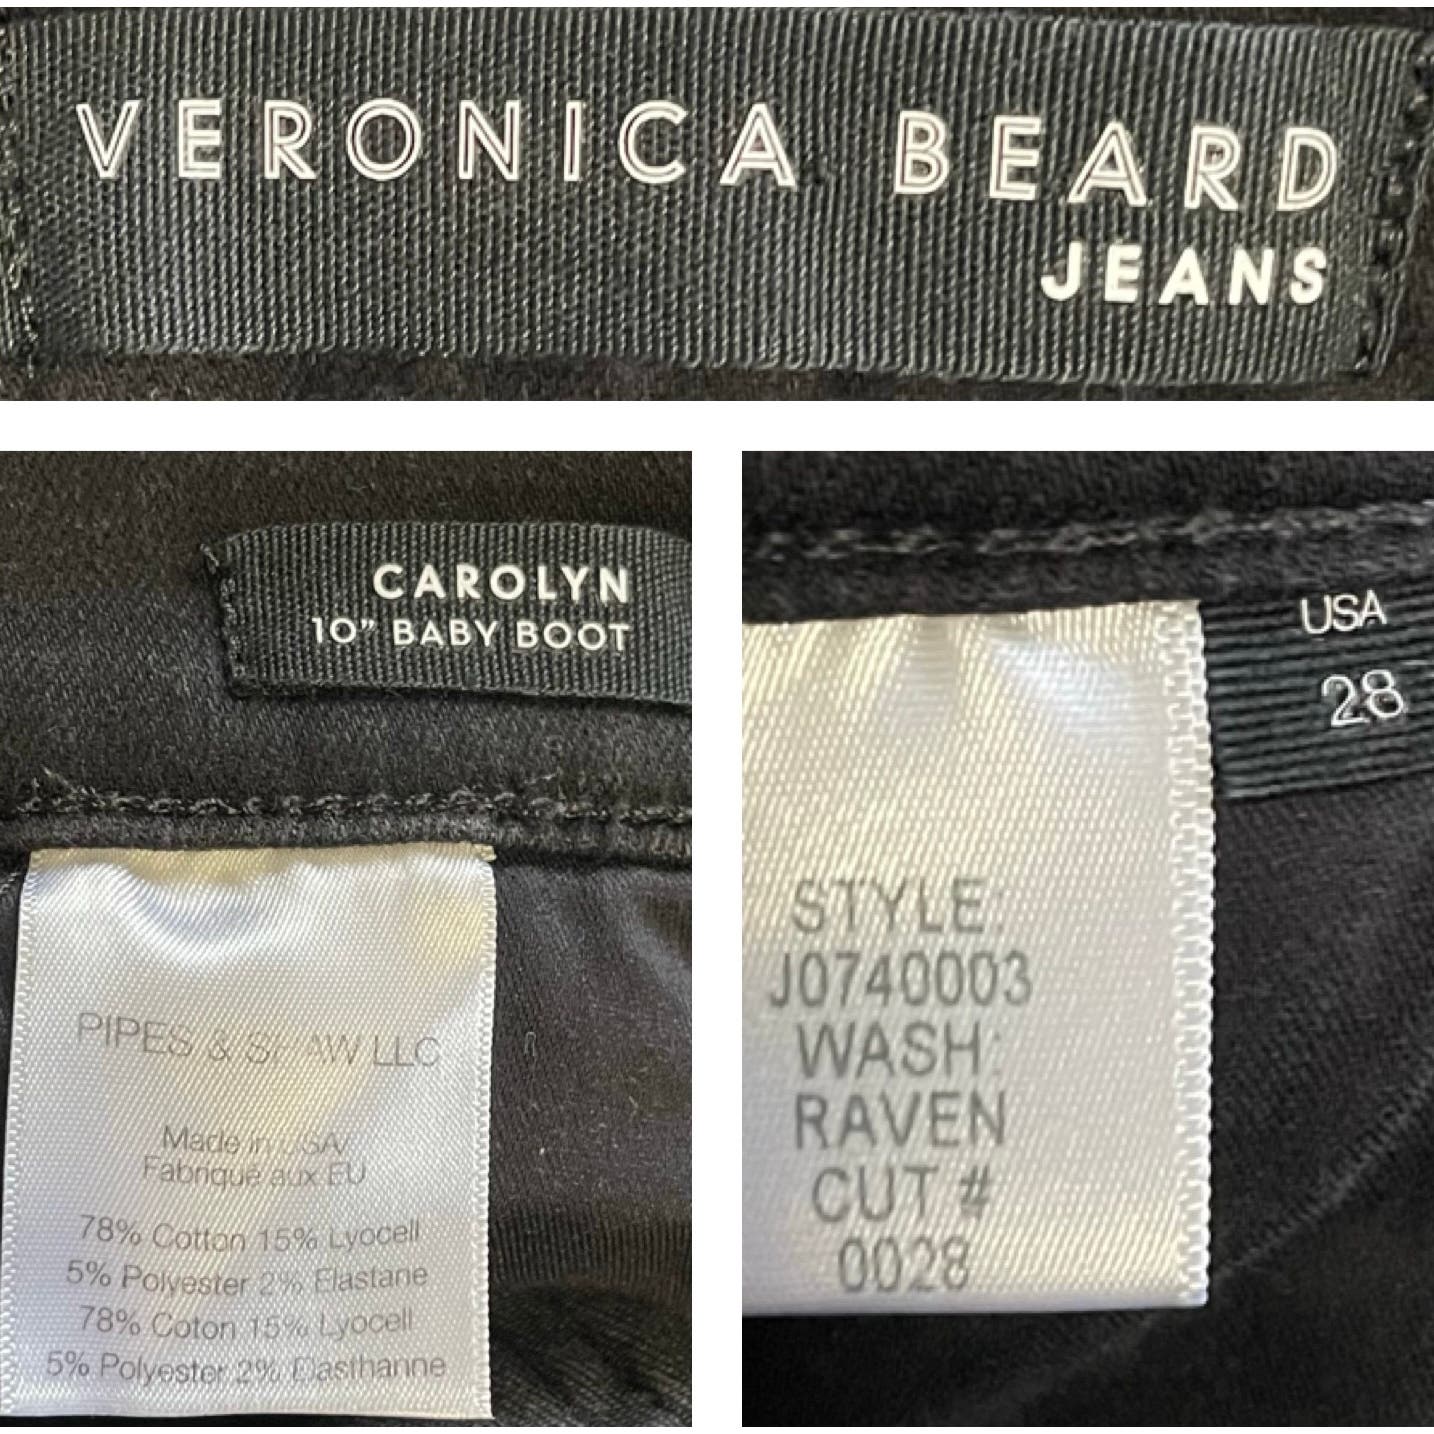 VERONICA BEARD
JEANS
CAROLYN
10" BABY BOOT
PIPES & SHAW LLC
Made in USA/
Fabriqué aux EU
78% Cotton 15% Lyocell
5% Polyester 2% Elastane
78% Coton 15% Lyocell
5% Polyester 2% Elasthanne
USA
28
STYLE:
J0740003
WASH:
RAVEN
CUT #
0028